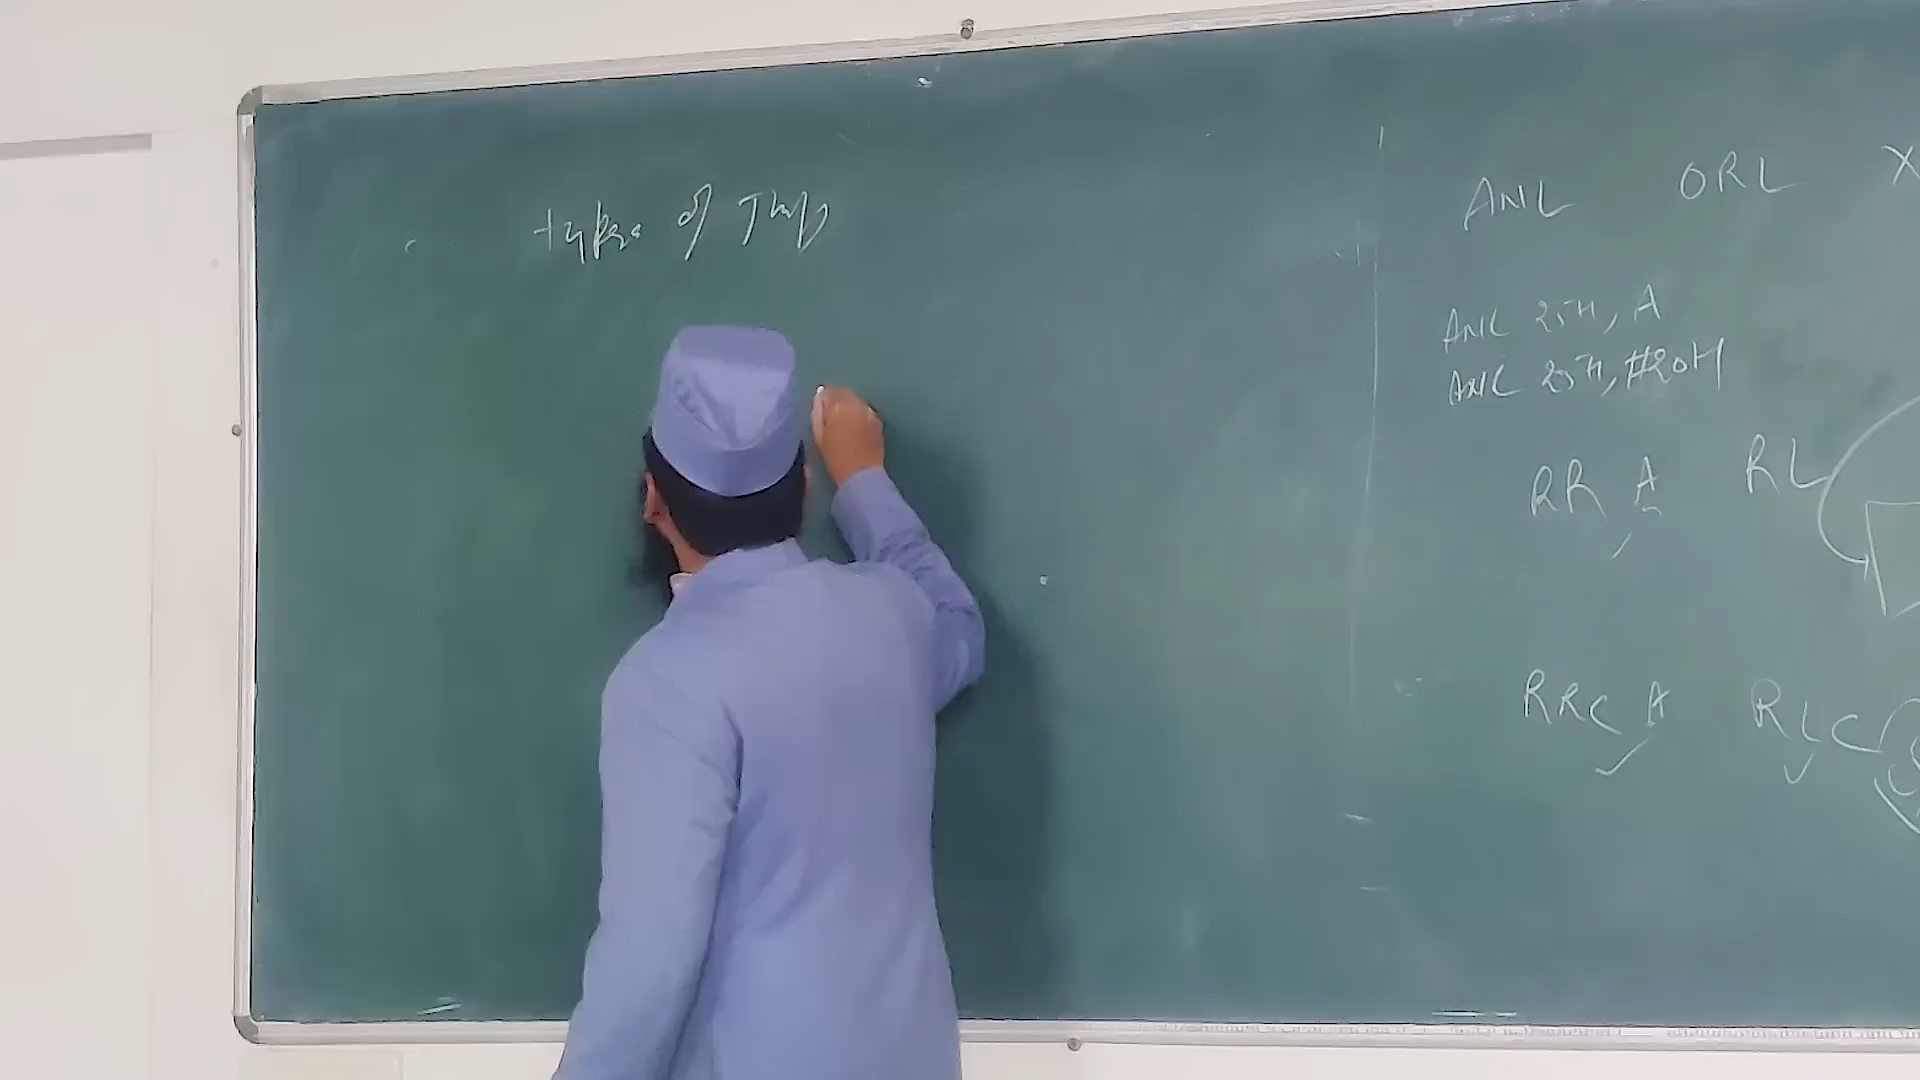 types of Jmp
ANL ORL X
ANL 25H, A
ANL 25H, #20H
RR A RL
RRC A RLC